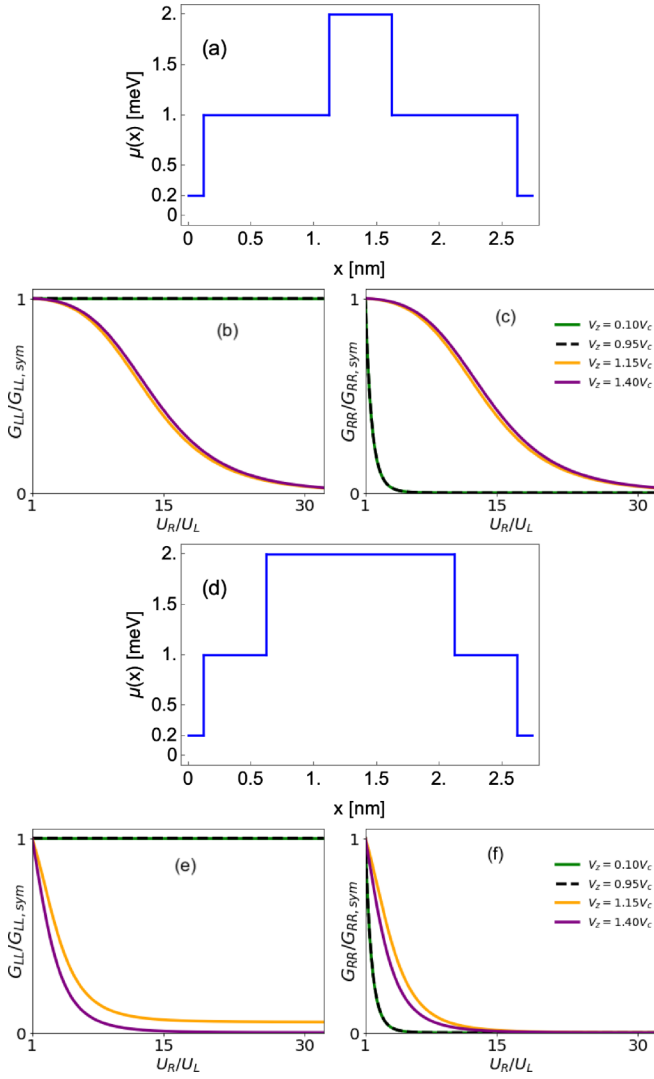 (a)
2.
1.5
1.
0.5
0.2
0
μ(x) [meV]
0 0.5 1. 1.5 2. 2.5
x [nm]
(b)
1
0
G_LL/G_LL, sym
1 15 30
U_R/U_L
(c)
1
0
G_RR/G_RR, sym
V_z = 0.10V_c
V_z = 0.95V_c
V_z = 1.15V_c
V_z = 1.40V_c
1 15 30
U_R/U_L
(d)
2.
1.5
1.
0.5
0.2
0
μ(x) [meV]
0 0.5 1. 1.5 2. 2.5
x [nm]
(e)
1
0
G_LL/G_LL, sym
1 15 30
U_R/U_L
(f)
1
0
G_RR/G_RR, sym
V_z = 0.10V_c
V_z = 0.95V_c
V_z = 1.15V_c
V_z = 1.40V_c
1 15 30
U_R/U_L